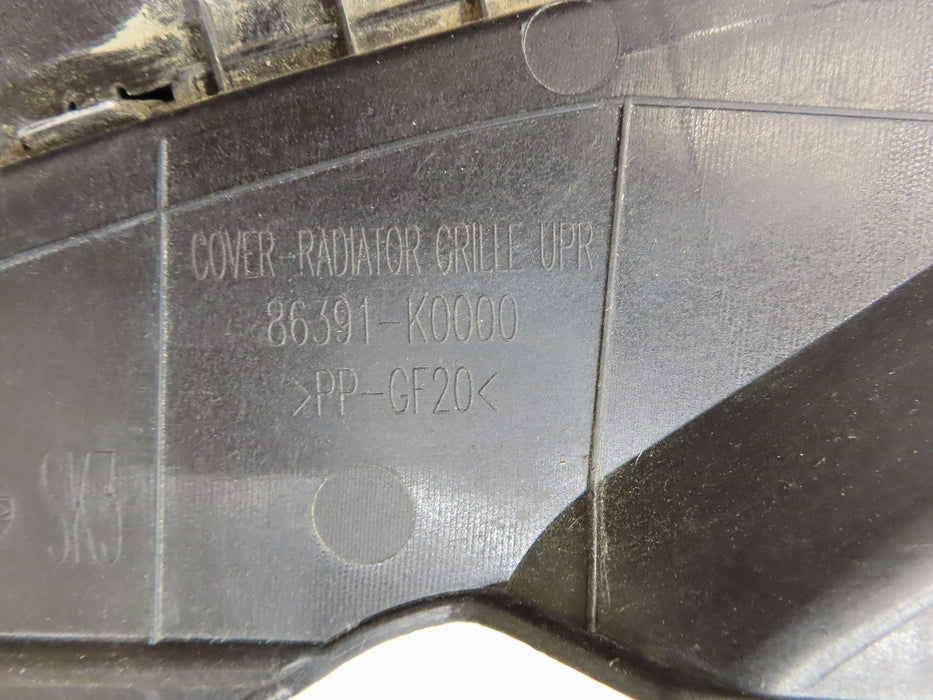 COVER-RADIATOR GRILLE UPR
86391-K0000
>PP-GF20<
SK3